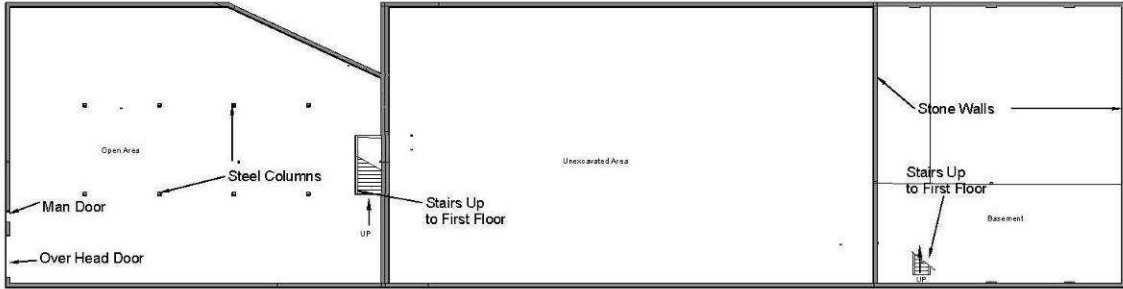 Stone Walls
Open Area
Unexcavated Area
Steel Columns
Stairs Up
to First Floor
Man Door
Stairs Up
to First Floor
Basement
UP
Over Head Door
UP